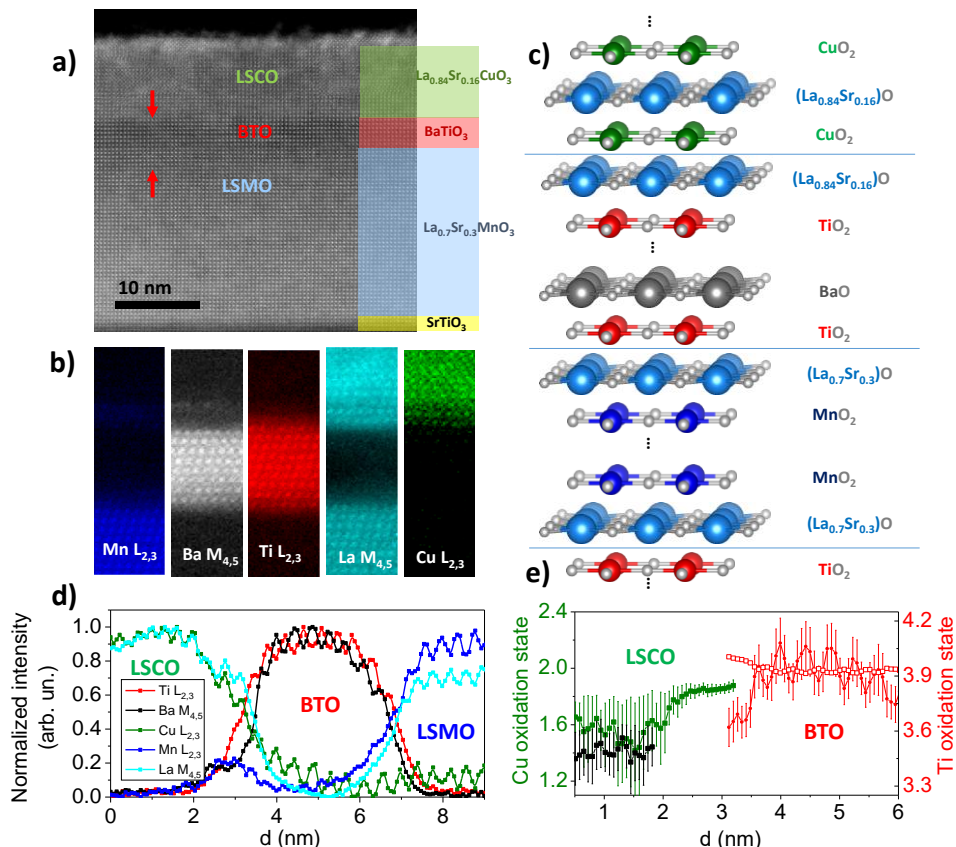 a)
LSCO
BTO
LSMO
10 nm
La0.84Sr0.16CuO3
BaTiO3
La0.7Sr0.3MnO3
SrTiO3
b)
Mn L2,3
Ba M4,5
Ti L2,3
La M4,5
Cu L2,3
c)
...
CuO2
(La0.84Sr0.16)O
CuO2
(La0.84Sr0.16)O
TiO2
...
BaO
TiO2
(La0.7Sr0.3)O
MnO2
...
MnO2
(La0.7Sr0.3)O
TiO2
...
d)
Normalized intensity
(arb. un.)
1.0
0.8
0.6
0.4
0.2
0.0
LSCO
BTO
LSMO
Ti L2,3
Ba M4,5
Cu L2,3
Mn L2,3
La M4,5
0 2 4 6 8
d (nm)
e)
Cu oxidation state
2.4
2.0
1.6
1.2
LSCO
BTO
4.2
3.9
3.6
3.3
Ti oxidation state
1 2 3 4 5 6
d (nm)